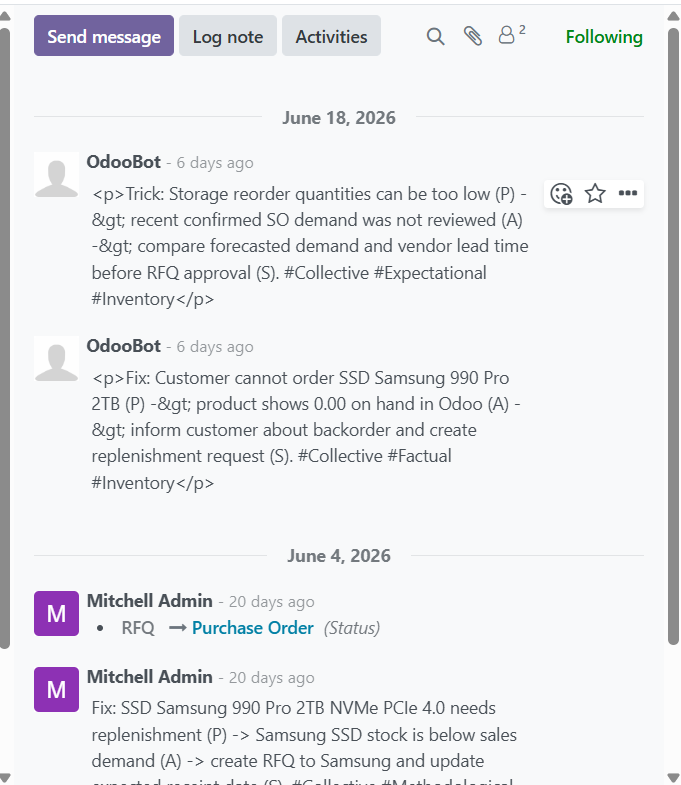 Send message Log note Activities 2 Following
June 18, 2026
OdooBot - 6 days ago
<p>Trick: Storage reorder quantities can be too low (P) -
&gt; recent confirmed SO demand was not reviewed (A)
-&gt; compare forecasted demand and vendor lead time
before RFQ approval (S). #Collective #Expectational
#Inventory</p>
OdooBot - 6 days ago
<p>Fix: Customer cannot order SSD Samsung 990 Pro
2TB (P) -&gt; product shows 0.00 on hand in Odoo (A) -
&gt; inform customer about backorder and create
replenishment request (S). #Collective #Factual
#Inventory</p>
June 4, 2026
M
Mitchell Admin - 20 days ago
• RFQ → Purchase Order (Status)
M
Mitchell Admin - 20 days ago
Fix: SSD Samsung 990 Pro 2TB NVMe PCIe 4.0 needs
replenishment (P) -> Samsung SSD stock is below sales
demand (A) -> create RFQ to Samsung and update
expected receipt date (S). #Collective #Methodological